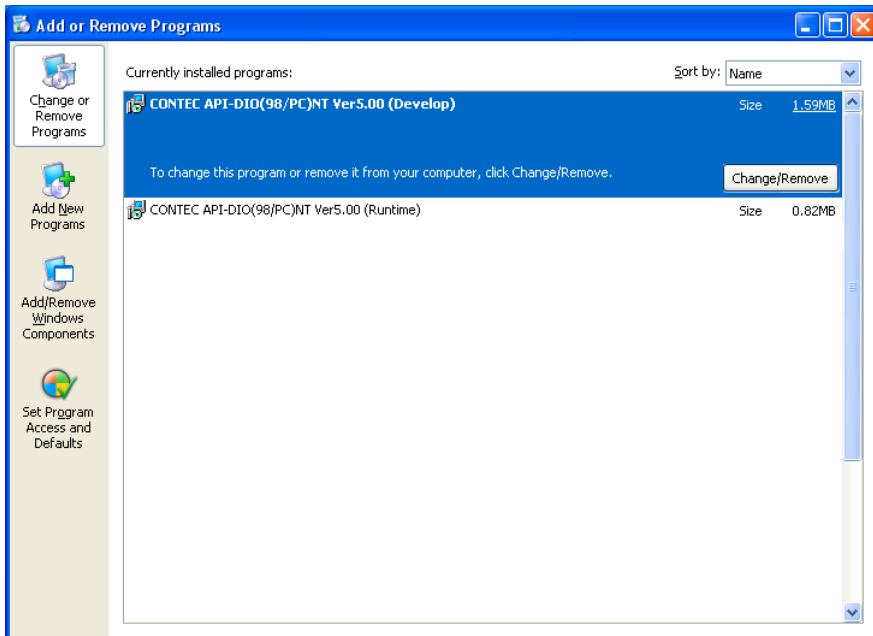 Add or Remove Programs
Change or
Remove
Programs
Currently installed programs:
Sort by: Name
CONTEC API-DIO(98/PC)NT Ver5.00 (Develop)
Size 1.59MB
To change this program or remove it from your computer, click Change/Remove.
Change/Remove
CONTEC API-DIO(98/PC)NT Ver5.00 (Runtime)
Size 0.82MB
Add New
Programs
Add/Remove
Windows
Components
Set Program
Access and
Defaults